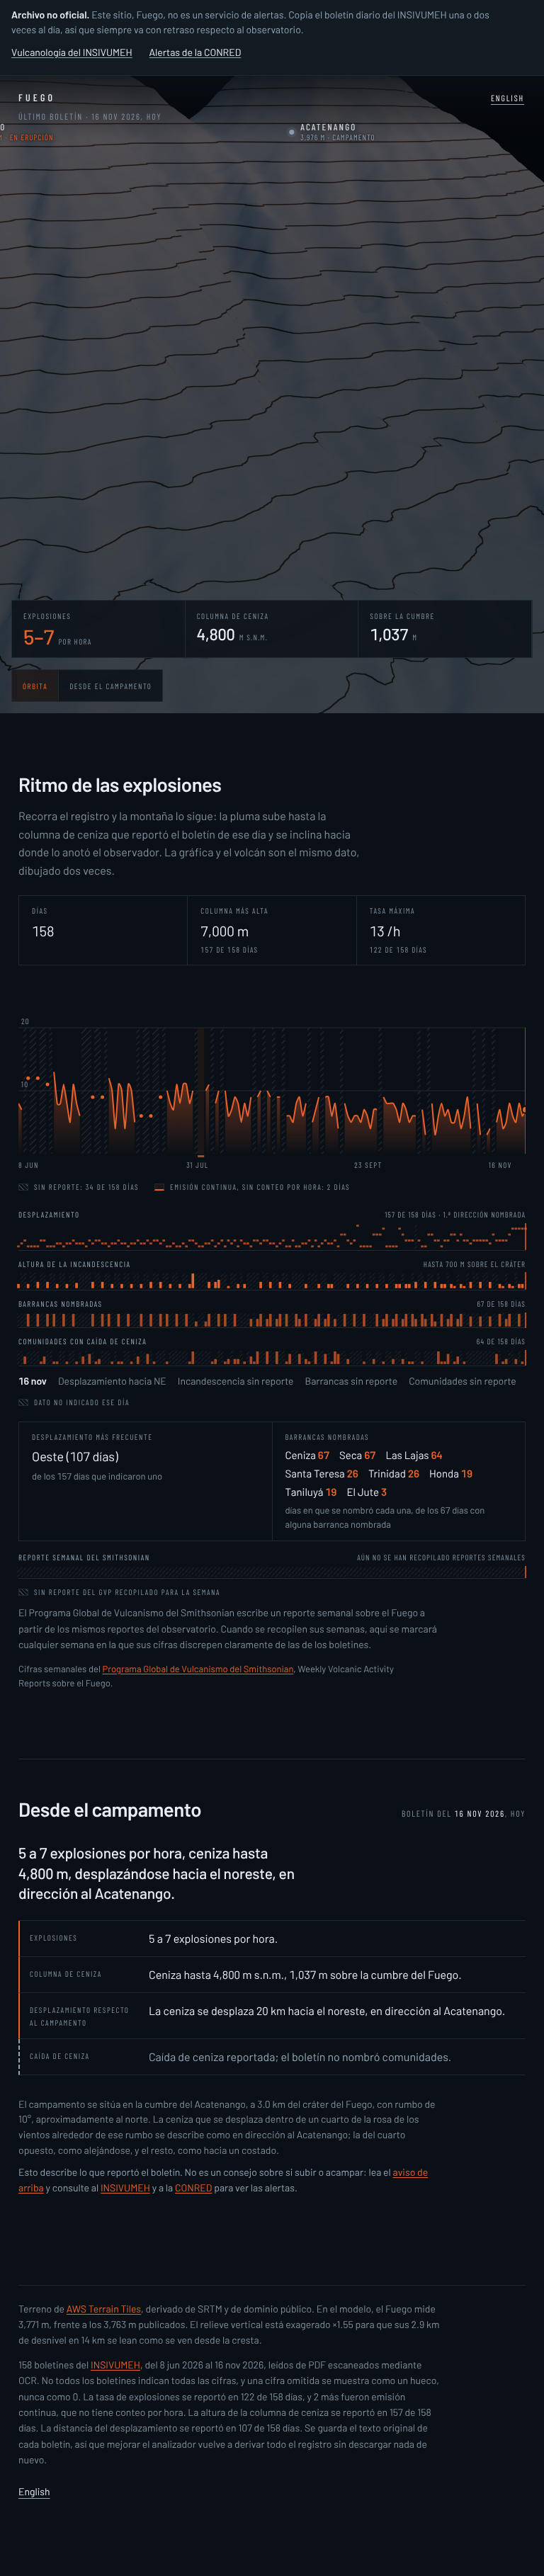 Archivo no oficial. Este sitio, Fuego, no es un servicio de alertas. Copia el boletín diario del INSIVUMEH una o dos
veces al día, así que siempre va con retraso respecto al observatorio.
Vulcanología del INSIVUMEH Alertas de la CONRED
FUEGO
ENGLISH
ÚLTIMO BOLETÍN · 16 NOV 2026, HOY
O
· EN ERUPCIÓN
ACATENANGO
3,976 M · CAMPAMENTO
EXPLOSIONES
5–7 POR HORA
COLUMNA DE CENIZA
4,800 M S.N.M.
SOBRE LA CUMBRE
1,037 M
ÓRBITA
DESDE EL CAMPAMENTO
Ritmo de las explosiones
Recorra el registro y la montaña lo sigue: la pluma sube hasta la
columna de ceniza que reportó el boletín de ese día y se inclina hacia
donde lo anotó el observador. La gráfica y el volcán son el mismo dato,
dibujado dos veces.
DÍAS
158
COLUMNA MÁS ALTA
7,000 m
157 DE 158 DÍAS
TASA MÁXIMA
13 /h
122 DE 158 DÍAS
20
10
8 JUN
31 JUL
23 SEPT
16 NOV
SIN REPORTE: 34 DE 158 DÍAS
EMISIÓN CONTINUA, SIN CONTEO POR HORA: 2 DÍAS
DESPLAZAMIENTO
157 DE 158 DÍAS · 1.ª DIRECCIÓN NOMBRADA
ALTURA DE LA INCANDESCENCIA
HASTA 700 M SOBRE EL CRÁTER
BARRANCAS NOMBRADAS
67 DE 158 DÍAS
COMUNIDADES CON CAÍDA DE CENIZA
64 DE 158 DÍAS
16 nov Desplazamiento hacia NE Incandescencia sin reporte Barrancas sin reporte Comunidades sin reporte
DATO NO INDICADO ESE DÍA
DESPLAZAMIENTO MÁS FRECUENTE
Oeste (107 días)
de los 157 días que indicaron uno
BARRANCAS NOMBRADAS
Ceniza 67 Seca 67 Las Lajas 64
Santa Teresa 26 Trinidad 26 Honda 19
Taniluyá 19 El Jute 3
días en que se nombró cada una, de los 67 días con
alguna barranca nombrada
REPORTE SEMANAL DEL SMITHSONIAN
AÚN NO SE HAN RECOPILADO REPORTES SEMANALES
SIN REPORTE DEL GVP RECOPILADO PARA LA SEMANA
El Programa Global de Vulcanismo del Smithsonian escribe un reporte semanal sobre el Fuego a
partir de los mismos reportes del observatorio. Cuando se recopilen sus semanas, aquí se marcará
cualquier semana en la que sus cifras discrepen claramente de las de los boletines.
Cifras semanales del Programa Global de Vulcanismo del Smithsonian, Weekly Volcanic Activity
Reports sobre el Fuego.
Desde el campamento
BOLETÍN DEL 16 NOV 2026, HOY
5 a 7 explosiones por hora, ceniza hasta
4,800 m, desplazándose hacia el noreste, en
dirección al Acatenango.
EXPLOSIONES
5 a 7 explosiones por hora.
COLUMNA DE CENIZA
Ceniza hasta 4,800 m s.n.m., 1,037 m sobre la cumbre del Fuego.
DESPLAZAMIENTO RESPECTO
AL CAMPAMENTO
La ceniza se desplaza 20 km hacia el noreste, en dirección al Acatenango.
CAÍDA DE CENIZA
Caída de ceniza reportada; el boletín no nombró comunidades.
El campamento se sitúa en la cumbre del Acatenango, a 3.0 km del cráter del Fuego, con rumbo de
10°, aproximadamente al norte. La ceniza que se desplaza dentro de un cuarto de la rosa de los
vientos alrededor de ese rumbo se describe como en dirección al Acatenango; la del cuarto
opuesto, como alejándose, y el resto, como hacia un costado.
Esto describe lo que reportó el boletín. No es un consejo sobre si subir o acampar: lea el aviso de
arriba y consulte al INSIVUMEH y a la CONRED para ver las alertas.
Terreno de AWS Terrain Tiles, derivado de SRTM y de dominio público. En el modelo, el Fuego mide
3,771 m, frente a los 3,763 m publicados. El relieve vertical está exagerado ×1.55 para que sus 2.9 km
de desnivel en 14 km se lean como se ven desde la cresta.
158 boletines del INSIVUMEH, del 8 jun 2026 al 16 nov 2026, leídos de PDF escaneados mediante
OCR. No todos los boletines indican todas las cifras, y una cifra omitida se muestra como un hueco,
nunca como 0. La tasa de explosiones se reportó en 122 de 158 días, y 2 más fueron emisión
continua, que no tiene conteo por hora. La altura de la columna de ceniza se reportó en 157 de 158
días. La distancia del desplazamiento se reportó en 107 de 158 días. Se guarda el texto original de
cada boletín, así que mejorar el analizador vuelve a derivar todo el registro sin descargar nada de
nuevo.
English